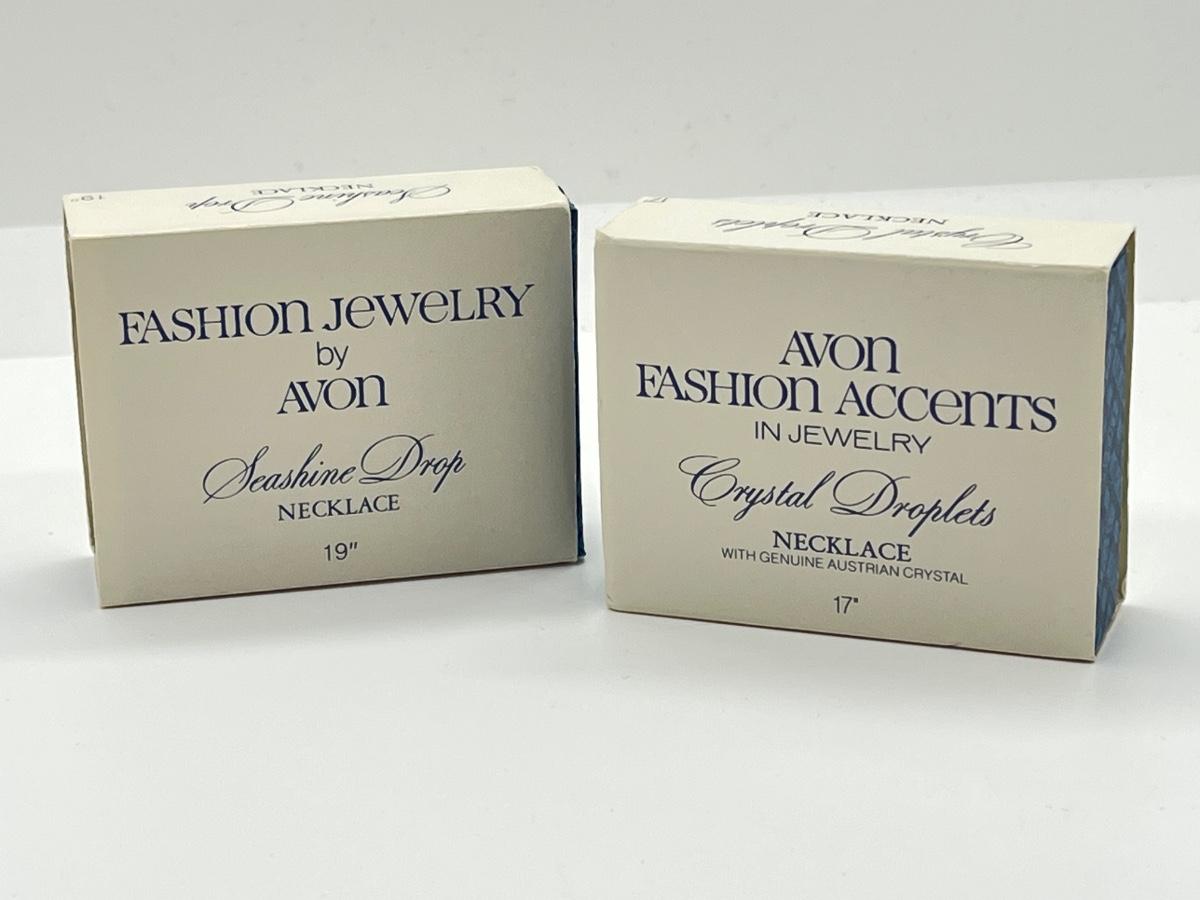 19"
Seashine Drop
NECKLACE
FASHION JEWELRY
by
AVON
Seashine Drop
NECKLACE
19"
17"
Crystal Droplets
NECKLACE
AVON
FASHION ACCENTS
IN JEWELRY
Crystal Droplets
NECKLACE
WITH GENUINE AUSTRIAN CRYSTAL
17"